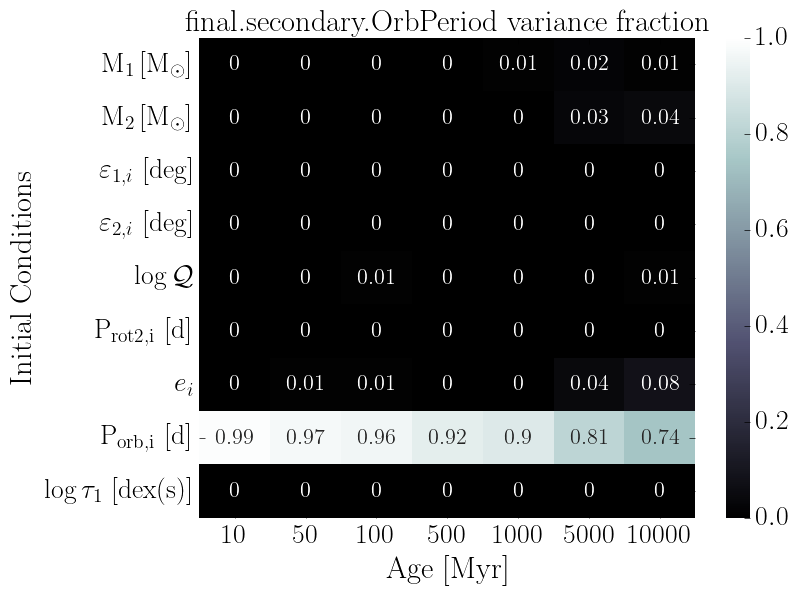 final.secondary.OrbPeriod variance fraction
Initial Conditions
M₁ [M☉] 0 0 0 0 0.01 0.02 0.01
M₂ [M☉] 0 0 0 0 0 0.03 0.04
ε₁,ᵢ [deg] 0 0 0 0 0 0 0
ε₂,ᵢ [deg] 0 0 0 0 0 0 0
log 𝒬 0 0 0.01 0 0 0 0.01
P_rot2,i [d] 0 0 0 0 0 0 0
eᵢ 0 0.01 0.01 0 0 0.04 0.08
P_orb,i [d] 0.99 0.97 0.96 0.92 0.9 0.81 0.74
log τ₁ [dex(s)] 0 0 0 0 0 0 0
10 50 100 500 1000 5000 10000
Age [Myr]
1.0
0.8
0.6
0.4
0.2
0.0